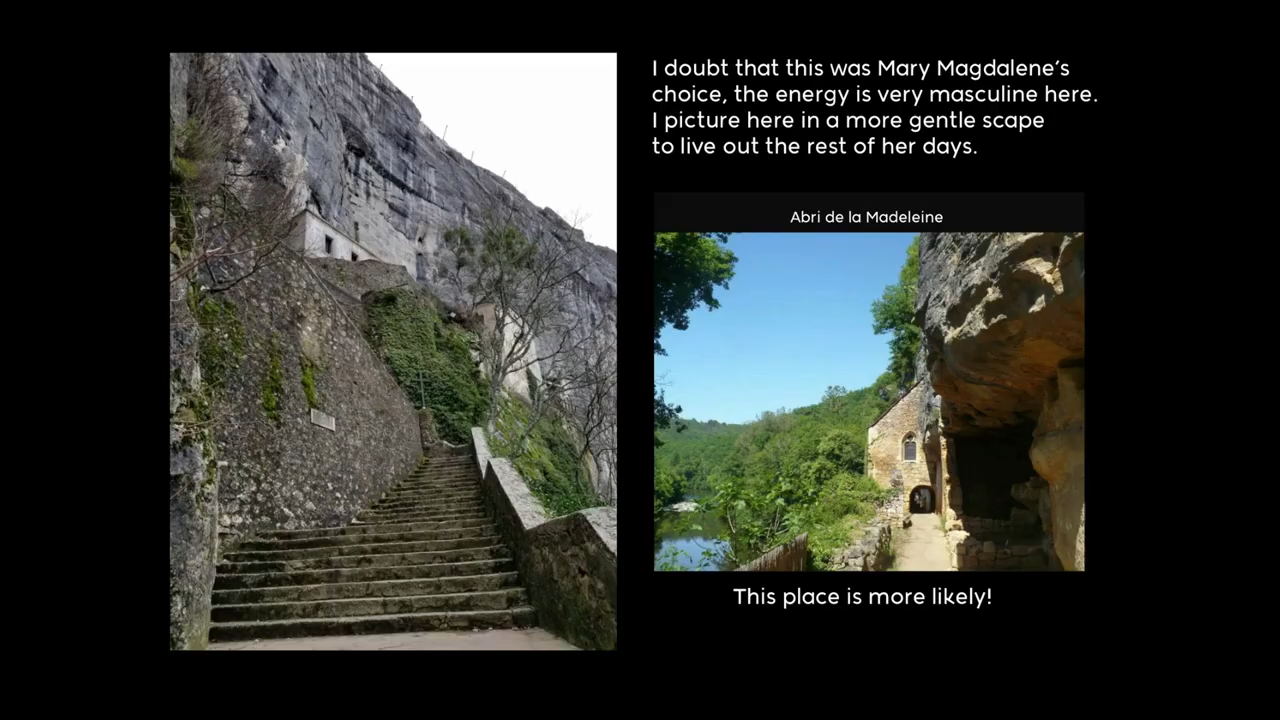 I doubt that this was Mary Magdalene's
choice, the energy is very masculine here.
I picture here in a more gentle scape
to live out the rest of her days.
Abri de la Madeleine
This place is more likely!